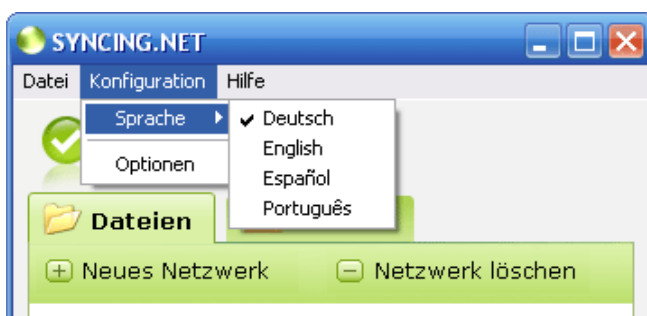 SYNCING.NET
Datei Konfiguration Hilfe
Sprache
Deutsch
English
Optionen
Español
Português
Dateien
Neues Netzwerk Netzwerk löschen